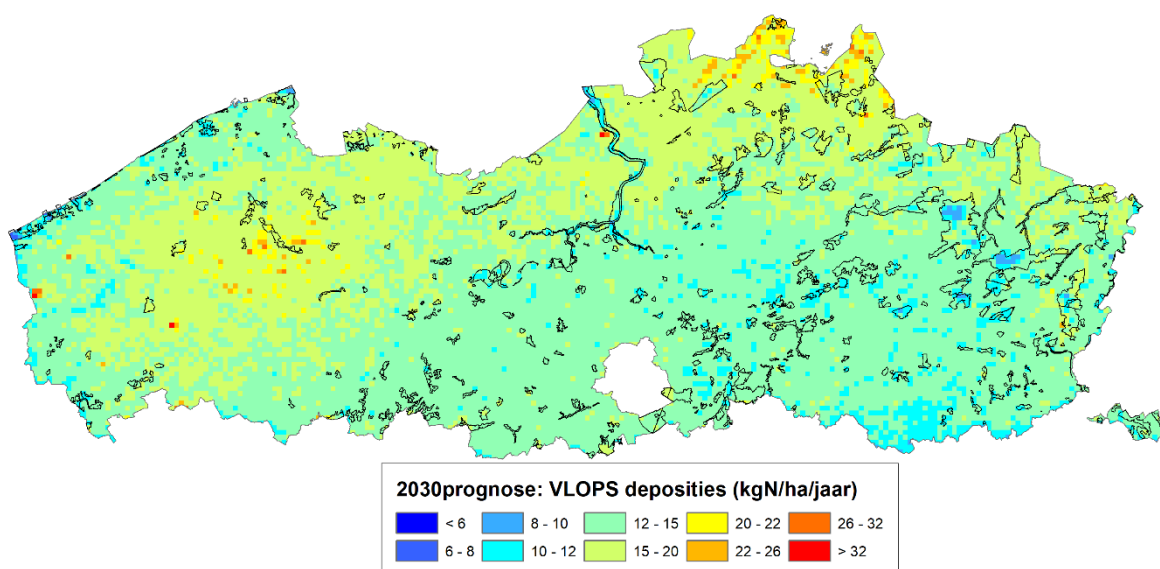 2030prognose: VLOPS deposities (kgN/ha/jaar)
< 6 8 - 10 12 - 15 20 - 22 26 - 32
6 - 8 10 - 12 15 - 20 22 - 26 > 32